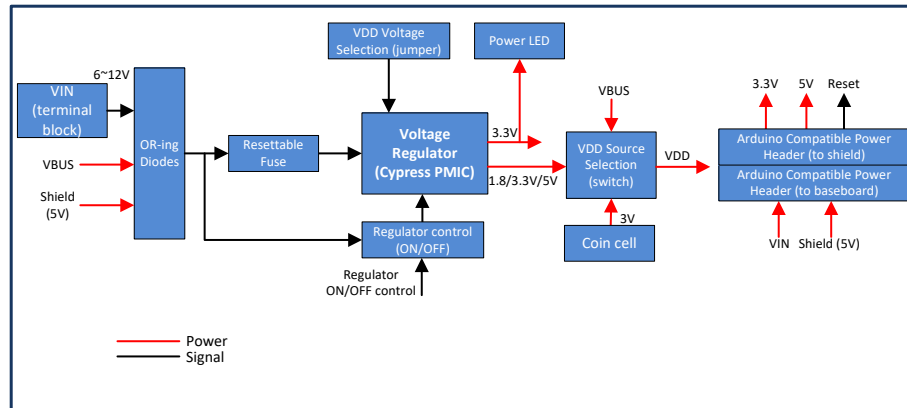 VDD Voltage
Selection (jumper)
Power LED
6~12V
VIN
(terminal
block)
VBUS
Shield
(5V)
OR-ing
Diodes
Resettable
Fuse
Voltage
Regulator
(Cypress PMIC)
3.3V
1.8/3.3V/5V
Regulator control
(ON/OFF)
Regulator
ON/OFF control
VBUS
VDD Source
Selection
(switch)
VDD
3V
Coin cell
3.3V
5V
Reset
Arduino Compatible Power
Header (to shield)
Arduino Compatible Power
Header (to baseboard)
VIN
Shield (5V)
Power
Signal